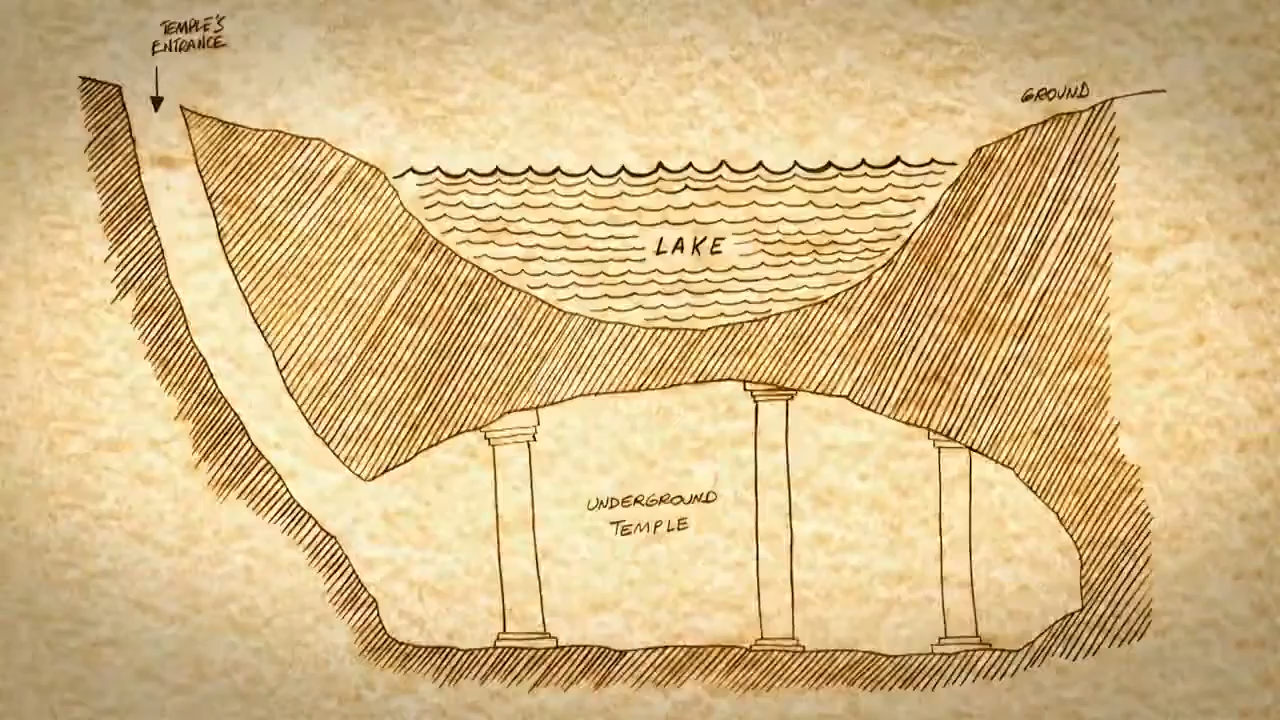 TEMPLE'S
ENTRANCE
GROUND
LAKE
UNDERGROUND
TEMPLE